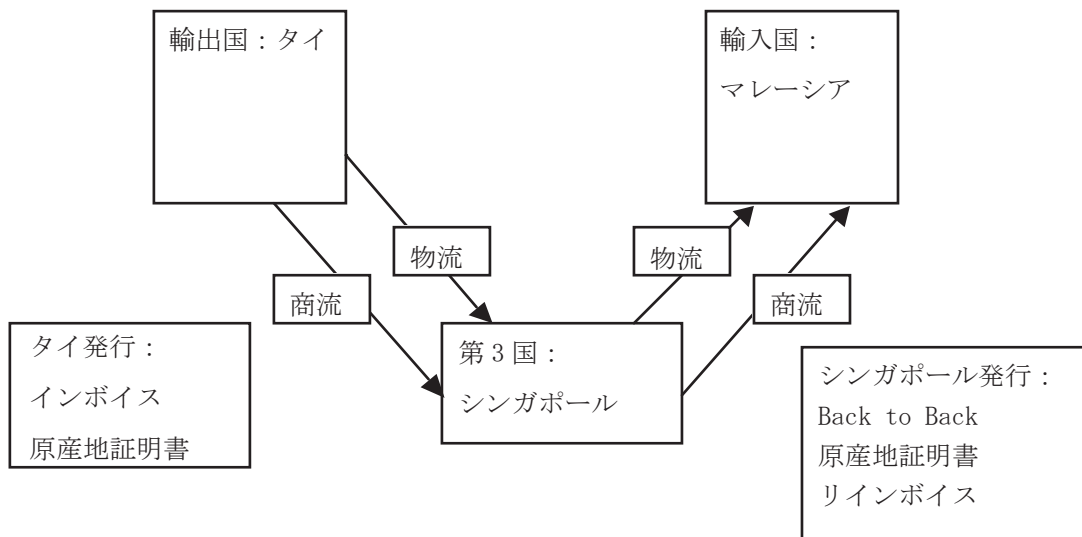 輸出国：タイ
輸入国：
マレーシア
物流
物流
商流
商流
タイ発行：
インボイス
原産地証明書
第３国：
シンガポール
シンガポール発行：
Back to Back
原産地証明書
リインボイス